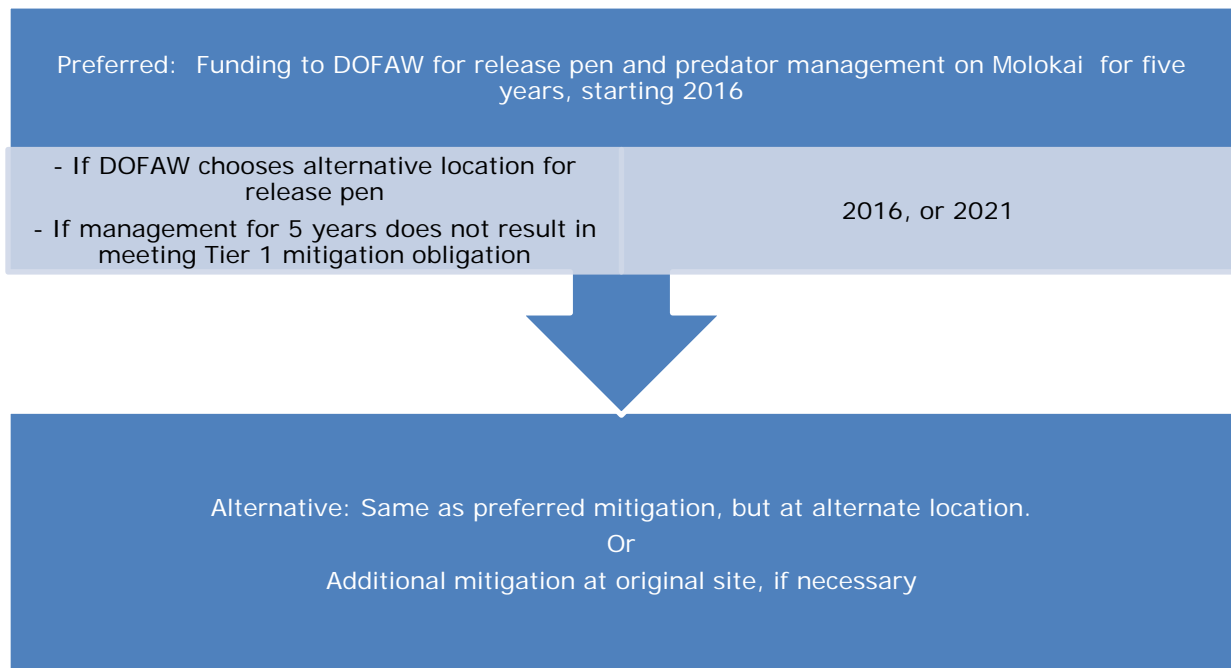 Preferred: Funding to DOFAW for release pen and predator management on Molokai for five
years, starting 2016
- If DOFAW chooses alternative location for
release pen
- If management for 5 years does not result in
meeting Tier 1 mitigation obligation
2016, or 2021
Alternative: Same as preferred mitigation, but at alternate location.
Or
Additional mitigation at original site, if necessary